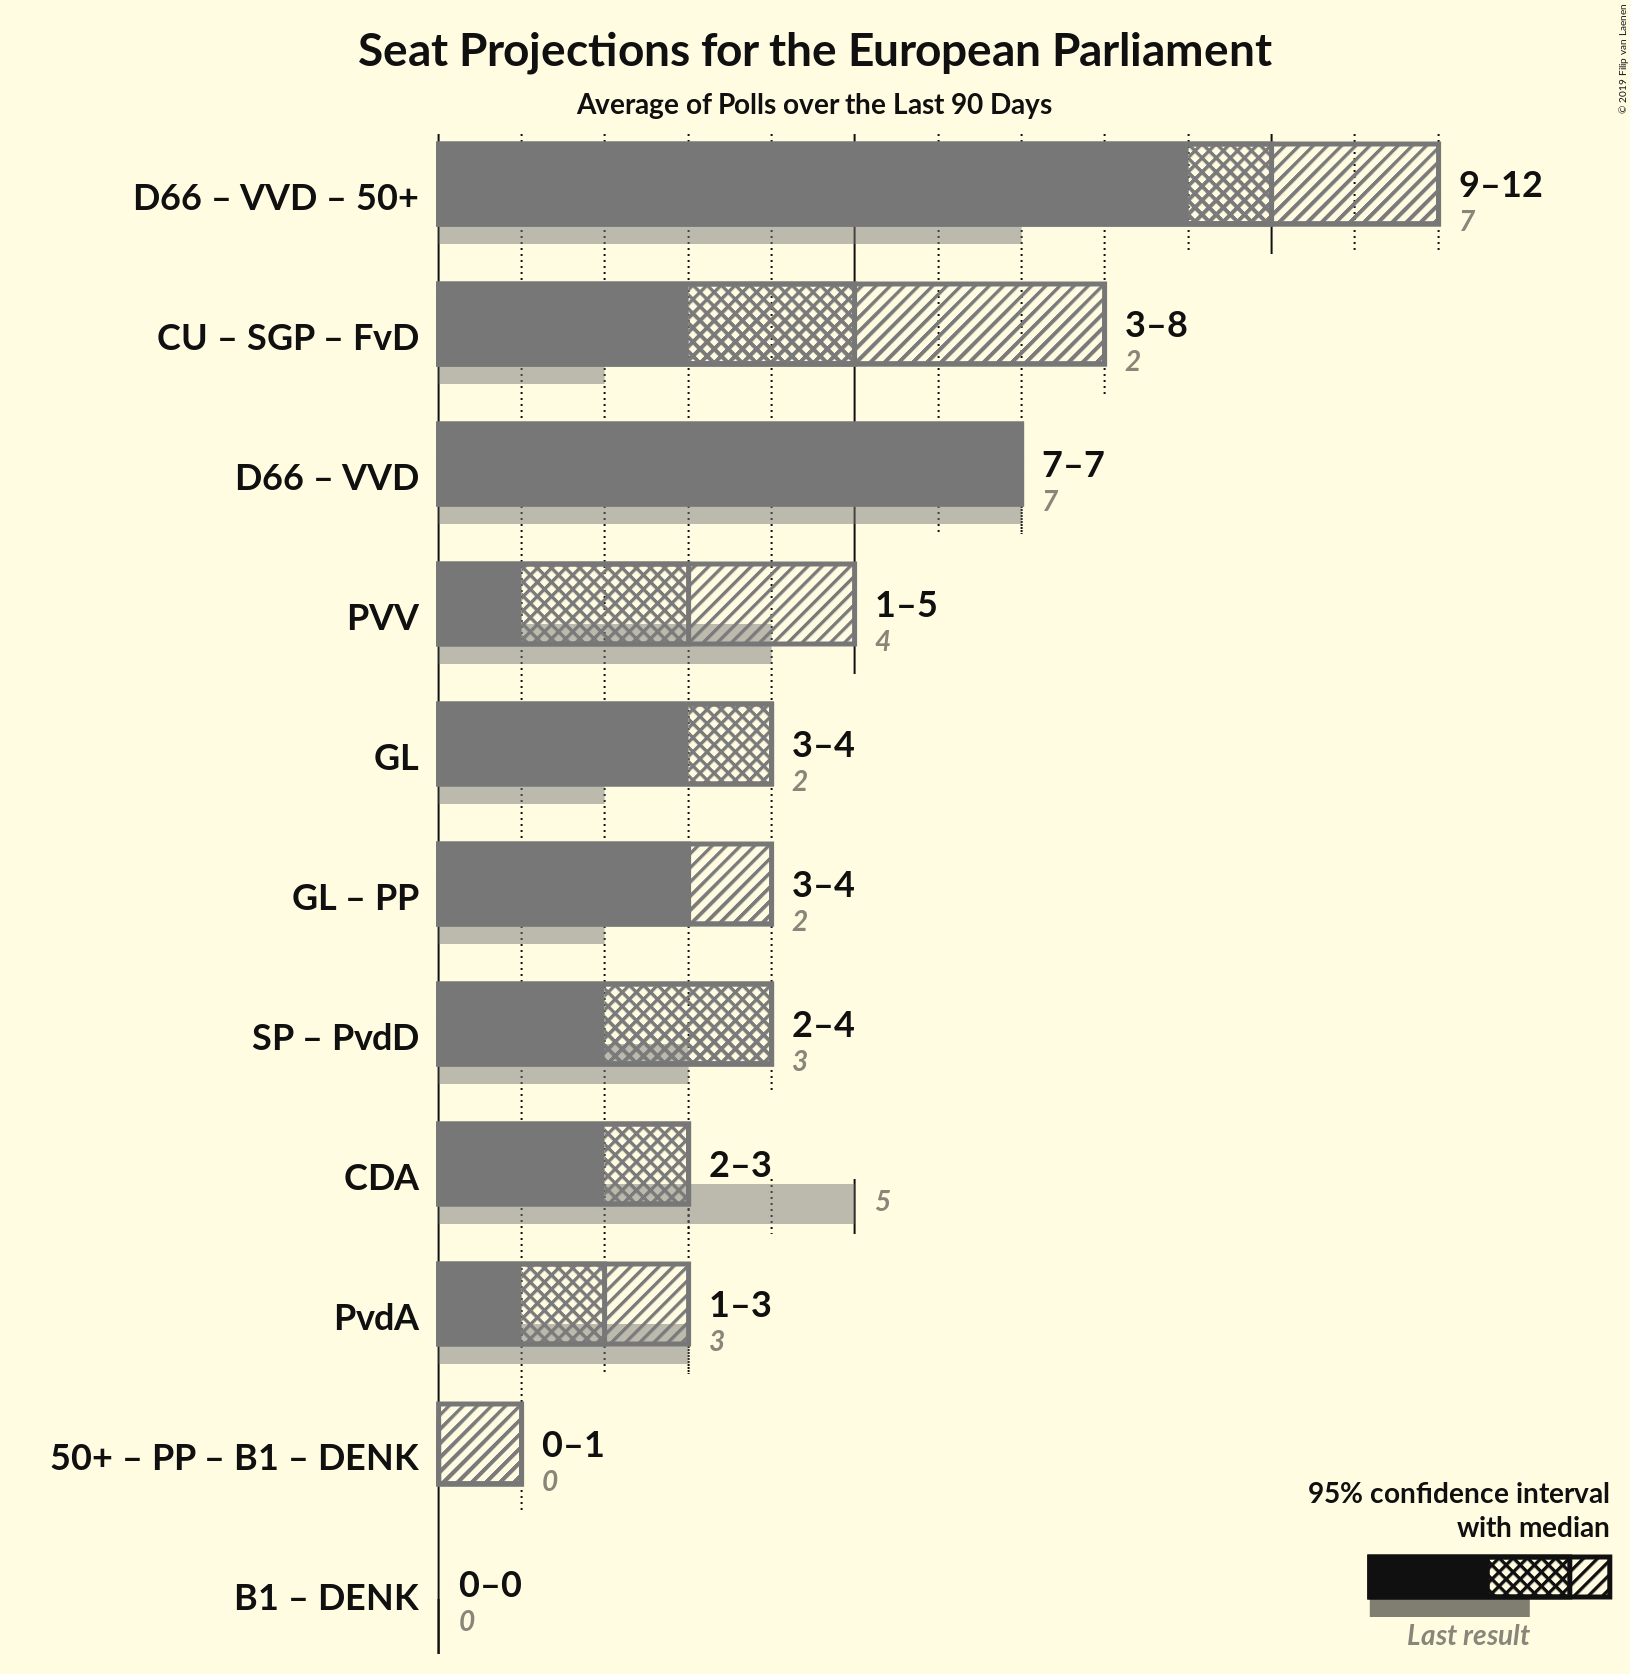 Seat Projections for the European Parliament
Average of Polls over the Last 90 Days
© 2019 Filip van Laenen
D66 – VVD – 50+
9–12
7
CU – SGP – FvD
3–8
2
D66 – VVD
7–7
7
PVV
1–5
4
GL
3–4
2
GL – PP
3–4
2
SP – PvdD
2–4
3
CDA
2–3
5
PvdA
1–3
3
50+ – PP – B1 – DENK
0–1
0
B1 – DENK
0–0
0
95% confidence interval
with median
Last result